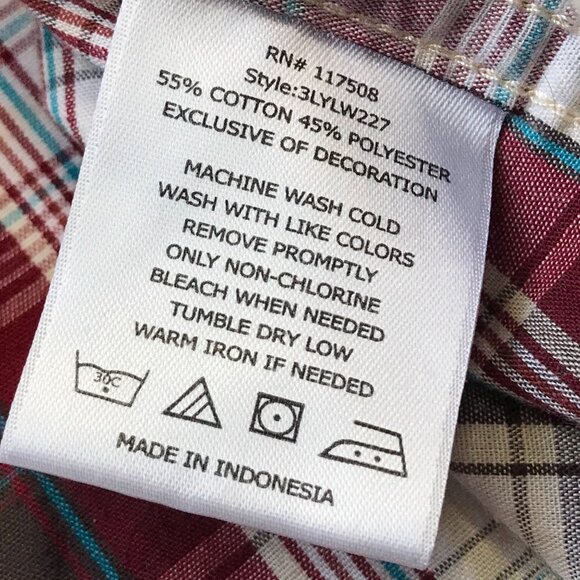 RN# 117508
Style:3LYLW227
55% COTTON 45% POLYESTER
EXCLUSIVE OF DECORATION
MACHINE WASH COLD
WASH WITH LIKE COLORS
REMOVE PROMPTLY
ONLY NON-CHLORINE
BLEACH WHEN NEEDED
TUMBLE DRY LOW
WARM IRON IF NEEDED
30C
MADE IN INDONESIA